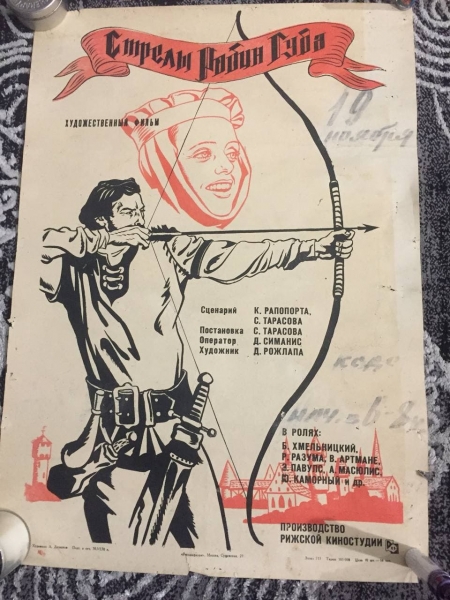 Стрелы Робин Гуда
ХУДОЖЕСТВЕННЫЙ ФИЛЬМ
19
ноября
Сценарий К. РАПОПОРТА,
С. ТАРАСОВА
Постановка С. ТАРАСОВА
Оператор Д. СИМАНИС
Художник Д. РОЖЛАПА
В РОЛЯХ:
Б. ХМЕЛЬНИЦКИЙ,
Р. РАЗУМА, В. АРТМАНЕ,
Э. ПАВУЛС, А. МАСЮЛИС,
Ю. КАМОРНЫЙ и др.
ПРОИЗВОДСТВО
РИЖСКОЙ КИНОСТУДИИ